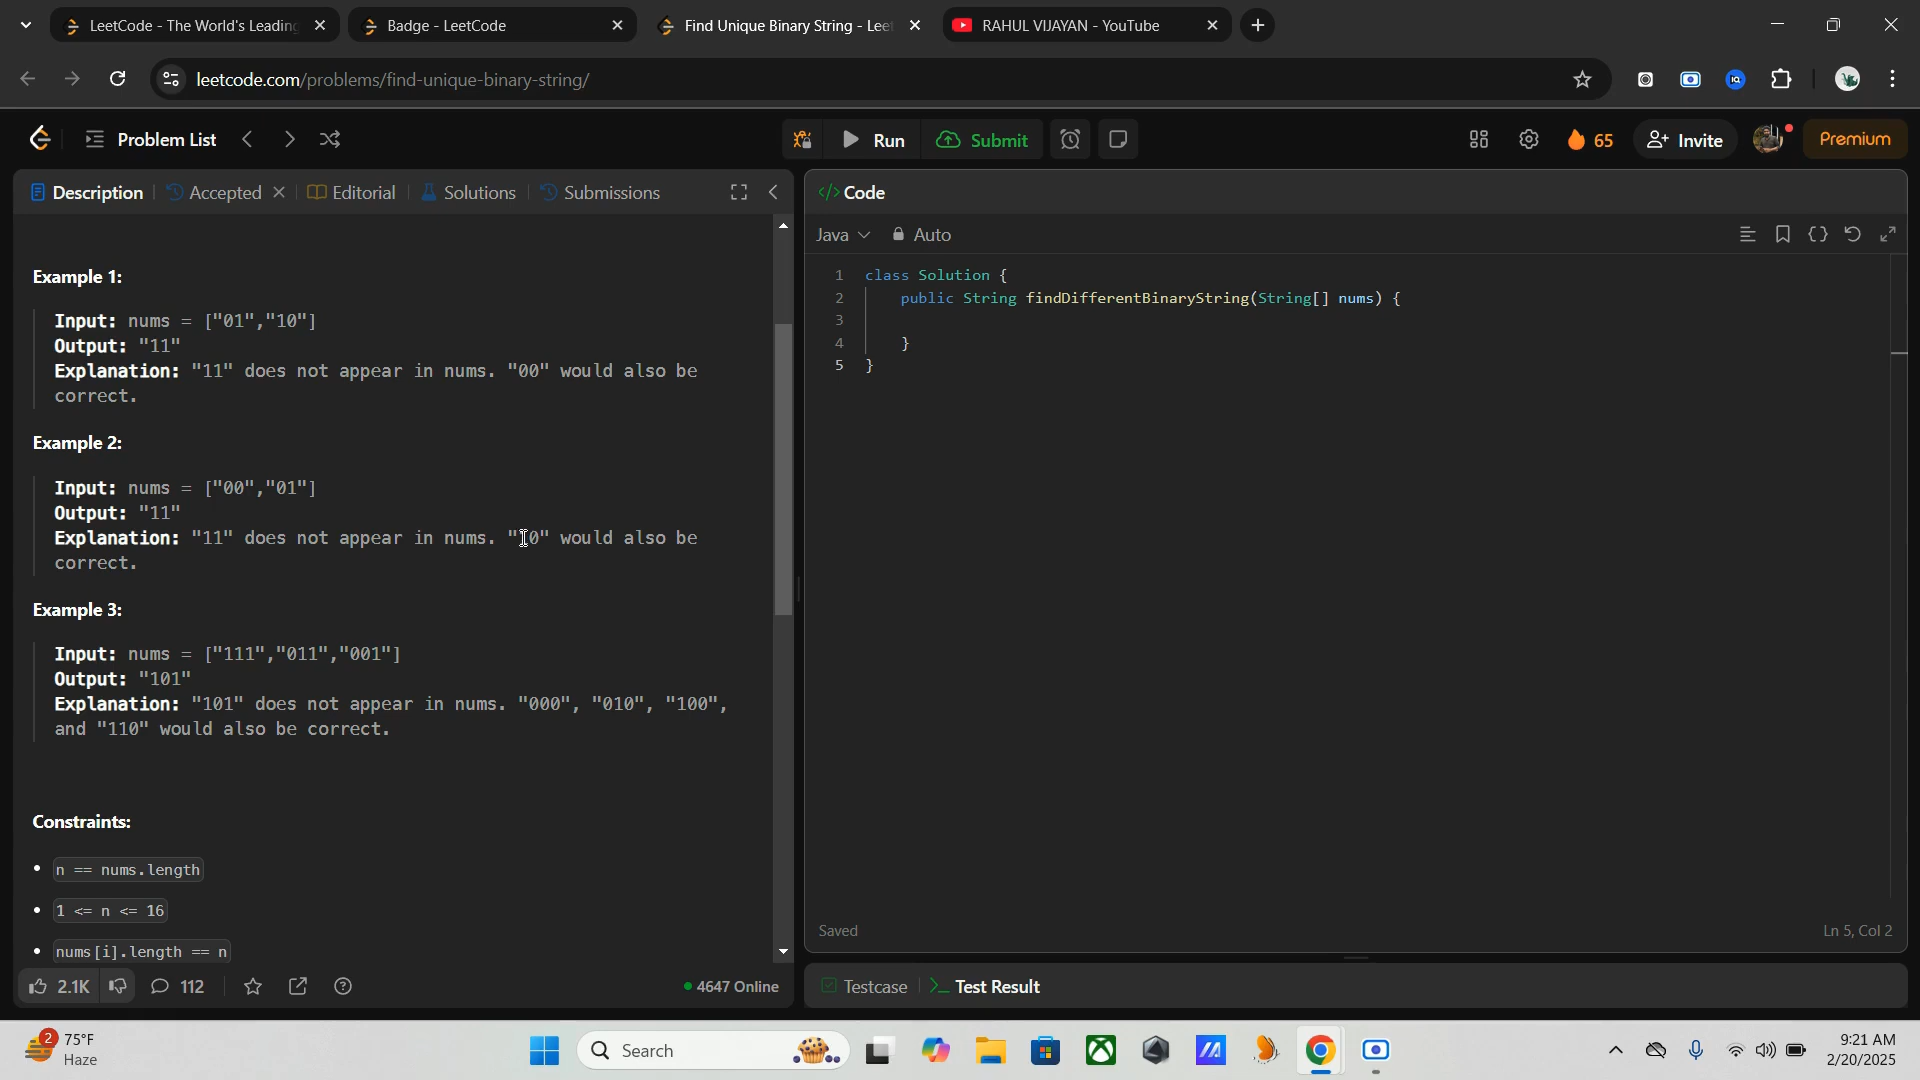 LeetCode - The World's Leading
Badge - LeetCode
Find Unique Binary String - Leet
RAHUL VIJAYAN - YouTube
leetcode.com/problems/find-unique-binary-string/
Problem List
Run
Submit
65
Invite
Premium
Description
Accepted
Editorial
Solutions
Submissions
Example 1:
Input: nums = ["01","10"]
Output: "11"
Explanation: "11" does not appear in nums. "00" would also be
correct.
Example 2:
Input: nums = ["00","01"]
Output: "11"
Explanation: "11" does not appear in nums. "10" would also be
correct.
Example 3:
Input: nums = ["111","011","001"]
Output: "101"
Explanation: "101" does not appear in nums. "000", "010", "100",
and "110" would also be correct.
Constraints:
n == nums.length
1 <= n <= 16
nums[i].length == n
2.1K
112
4647 Online
</> Code
Java
Auto
1 class Solution {
2 public String findDifferentBinaryString(String[] nums) {
3
4 }
5 }
Saved
Ln 5, Col 2
Testcase
Test Result
2
75°F
Haze
Search
9:21 AM
2/20/2025